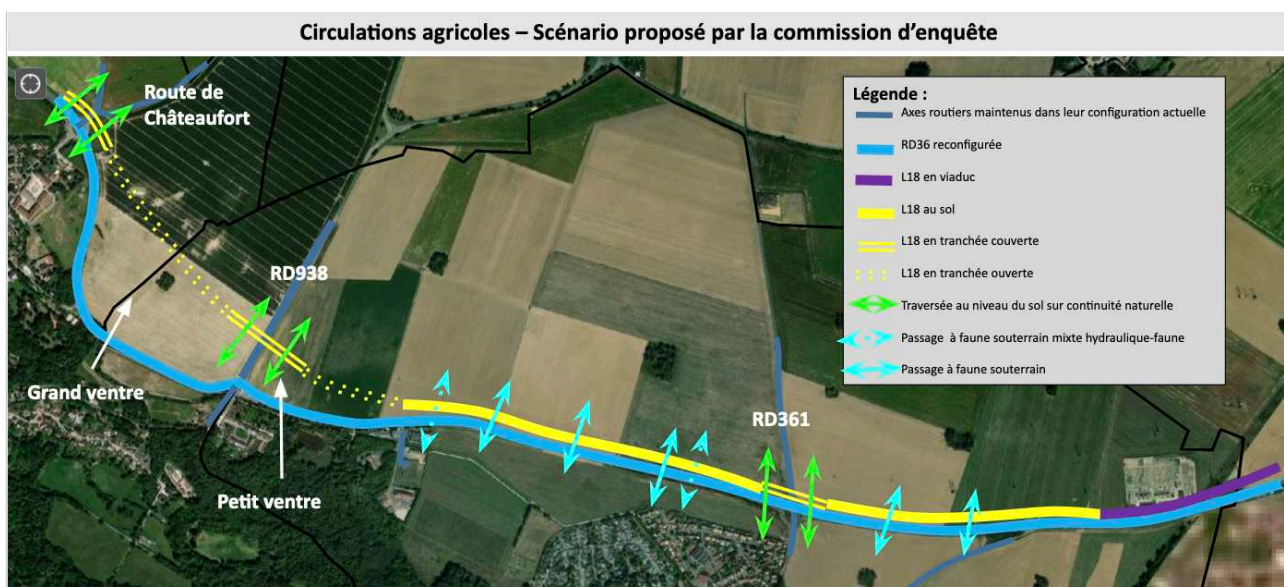 Circulations agricoles – Scénario proposé par la commission d’enquête
Route de
Châteaufort
RD938
Grand ventre
Petit ventre
RD361
Légende :
Axes routiers maintenus dans leur configuration actuelle
RD36 reconfigurée
L18 en viaduc
L18 au sol
L18 en tranchée couverte
L18 en tranchée ouverte
Traversée au niveau du sol sur continuité naturelle
Passage à faune souterrain mixte hydraulique-faune
Passage à faune souterrain